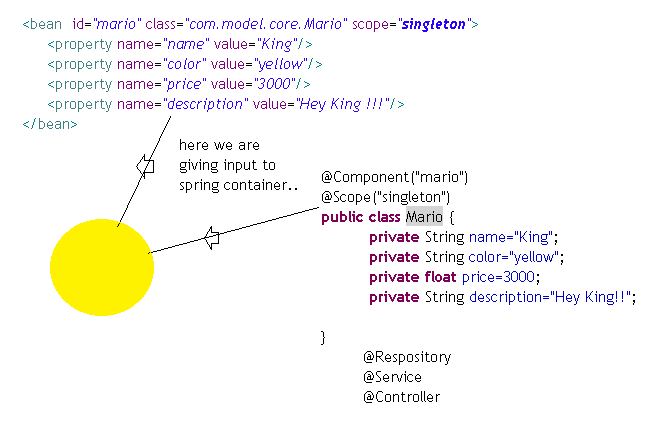 <bean  id="mario" class="com.model.core.Mario" scope="singleton">
<property name="name" value="King"/>
<property name="color" value="yellow"/>
<property name="price" value="3000"/>
<property name="description" value="Hey King !!!"/>
</bean>
here we are
giving input to
spring container..
@Component("mario")
@Scope("singleton")
public class Mario {
private String name="King";
private String color="yellow";
private float price=3000;
private String description="Hey King!!";
}
@Respository
@Service
@Controller